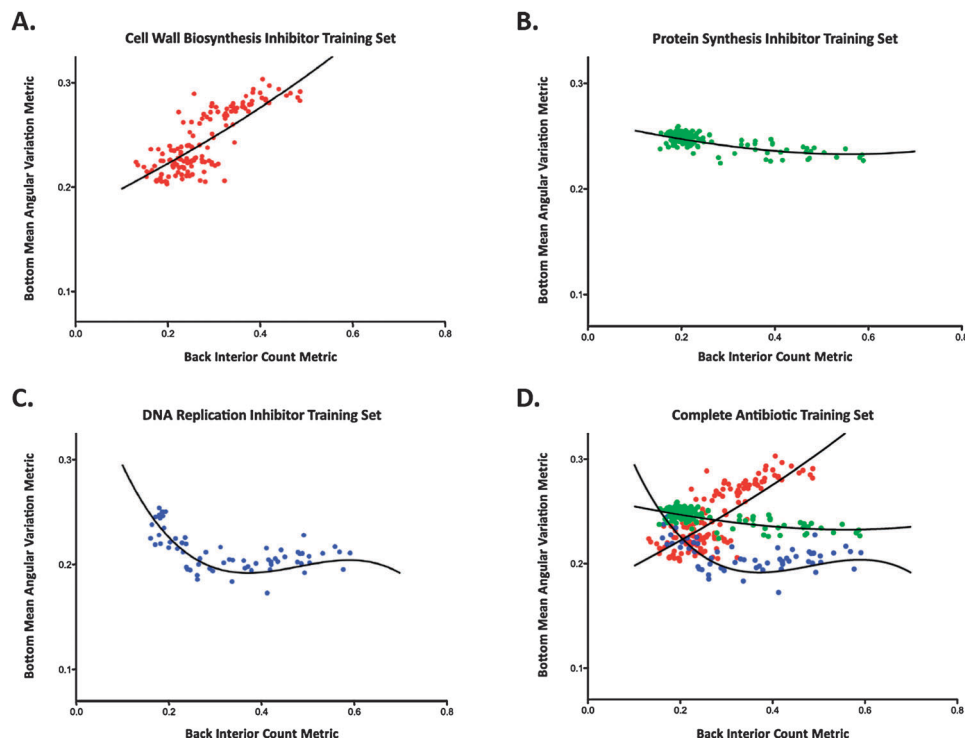 A.
Cell Wall Biosynthesis Inhibitor Training Set
Bottom Mean Angular Variation Metric
0.3
0.2
0.1
0.0 0.2 0.4 0.6 0.8
Back Interior Count Metric
B.
Protein Synthesis Inhibitor Training Set
Bottom Mean Angular Variation Metric
0.3
0.2
0.1
0.0 0.2 0.4 0.6 0.8
Back Interior Count Metric
C.
DNA Replication Inhibitor Training Set
Bottom Mean Angular Variation Metric
0.3
0.2
0.1
0.0 0.2 0.4 0.6 0.8
Back Interior Count Metric
D.
Complete Antibiotic Training Set
Bottom Mean Angular Variation Metric
0.3
0.2
0.1
0.0 0.2 0.4 0.6 0.8
Back Interior Count Metric